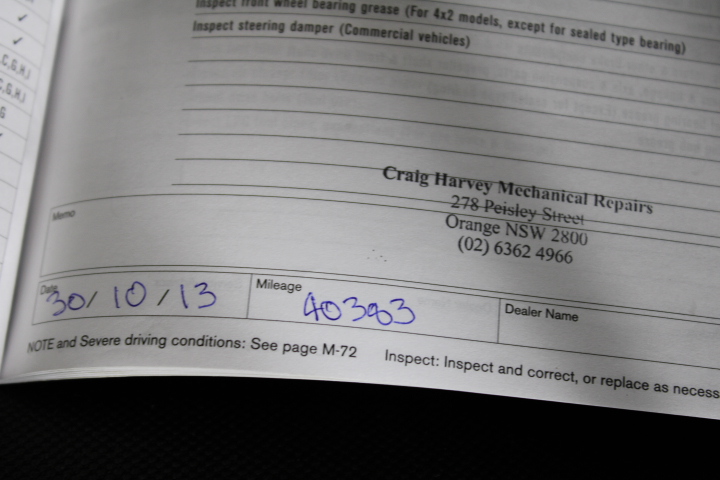 Inspect front wheel bearing grease (For 4x2 models, except for sealed type bearing)
Inspect steering damper (Commercial vehicles)
Craig Harvey Mechanical Repairs
278 Peisley Street
Orange NSW 2800
(02) 6362 4966
Memo
Date 30/10/13
Mileage 40383
Dealer Name
NOTE and Severe driving conditions: See page M-72 Inspect: Inspect and correct, or replace as necess